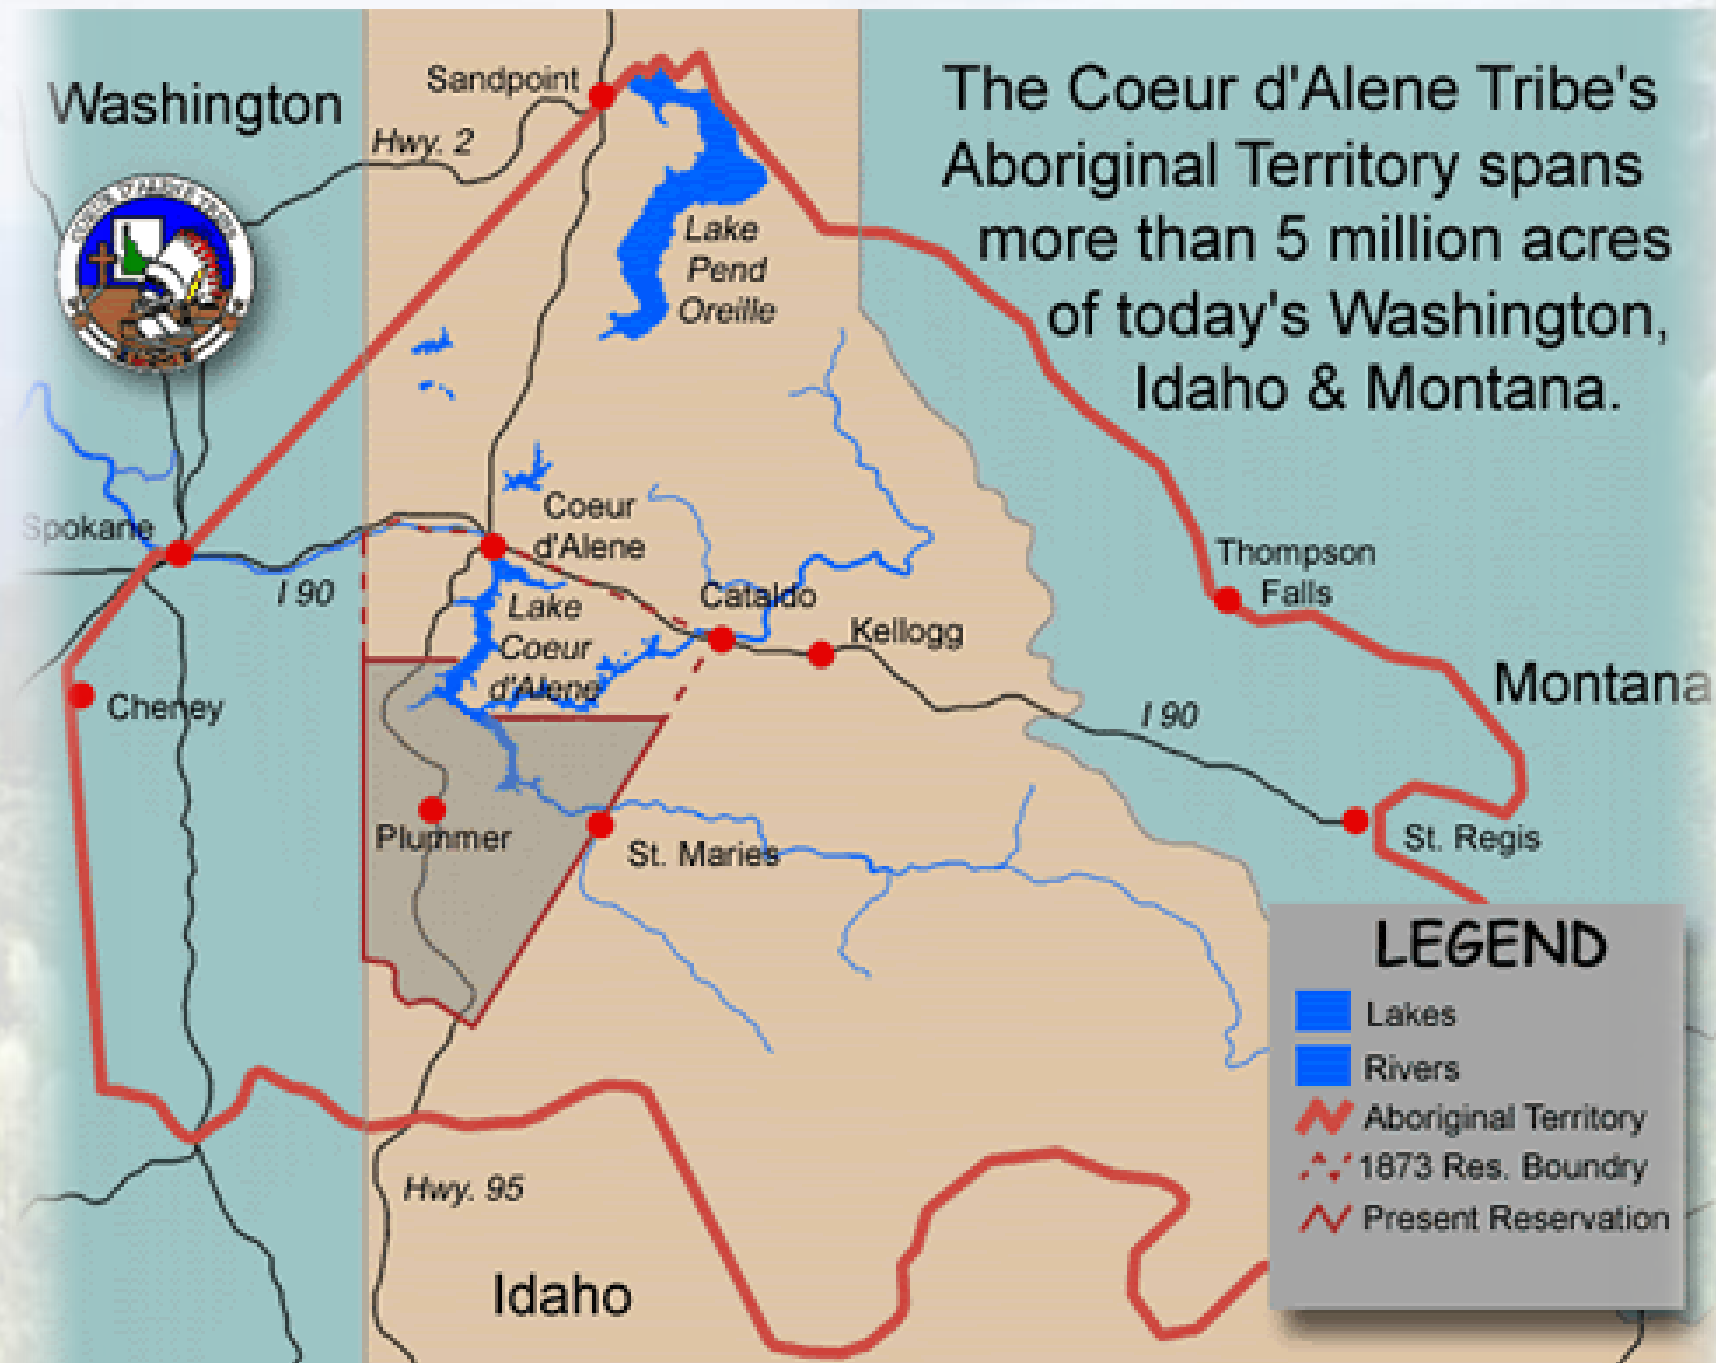 The Coeur d'Alene Tribe's
Aboriginal Territory spans
more than 5 million acres
of today's Washington,
Idaho & Montana.
Washington
Sandpoint
Hwy. 2
Lake
Pend
Oreille
Spokane
I 90
Coeur
d'Alene
Lake
Coeur
d'Alene
Cataldo
Kellogg
Thompson
Falls
Montana
Cheney
I 90
Plummer
St. Maries
St. Regis
Hwy. 95
Idaho
LEGEND
Lakes
Rivers
Aboriginal Territory
1873 Res. Boundry
Present Reservation